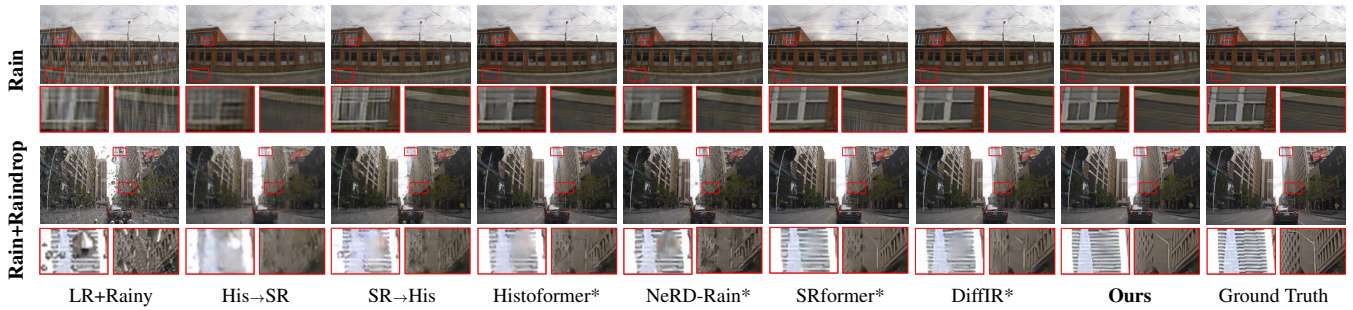 Rain
Rain+Raindrop
LR+Rainy His→SR SR→His Histoformer* NeRD-Rain* SRformer* DiffIR* Ours Ground Truth